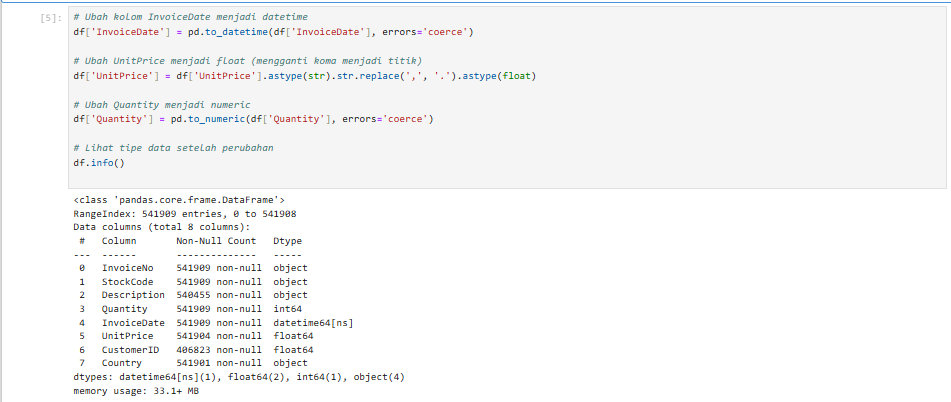 [5]: # Ubah kolom InvoiceDate menjadi datetime
df['InvoiceDate'] = pd.to_datetime(df['InvoiceDate'], errors='coerce')
# Ubah UnitPrice menjadi float (mengganti koma menjadi titik)
df['UnitPrice'] = df['UnitPrice'].astype(str).str.replace(',', '.').astype(float)
# Ubah Quantity menjadi numeric
df['Quantity'] = pd.to_numeric(df['Quantity'], errors='coerce')
# Lihat tipe data setelah perubahan
df.info()
<class 'pandas.core.frame.DataFrame'>
RangeIndex: 541909 entries, 0 to 541908
Data columns (total 8 columns):
# Column Non-Null Count Dtype
--- ------ -------------- -----
0 InvoiceNo 541909 non-null object
1 StockCode 541909 non-null object
2 Description 540455 non-null object
3 Quantity 541909 non-null int64
4 InvoiceDate 541909 non-null datetime64[ns]
5 UnitPrice 541904 non-null float64
6 CustomerID 406823 non-null float64
7 Country 541901 non-null object
dtypes: datetime64[ns](1), float64(2), int64(1), object(4)
memory usage: 33.1+ MB